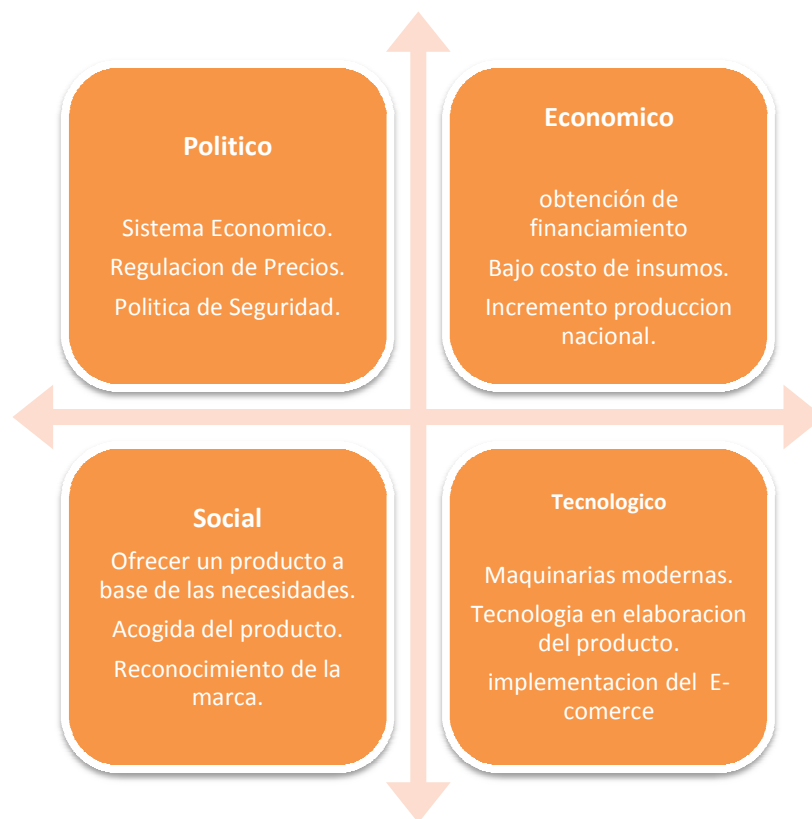 Politico
Sistema Economico.
Regulacion de Precios.
Politica de Seguridad.
Economico
obtención de
financiamiento
Bajo costo de insumos.
Incremento produccion
nacional.
Social
Ofrecer un producto a
base de las necesidades.
Acogida del producto.
Reconocimiento de la
marca.
Tecnologico
Maquinarias modernas.
Tecnologia en elaboracion
del producto.
implementacion del  E-
comerce